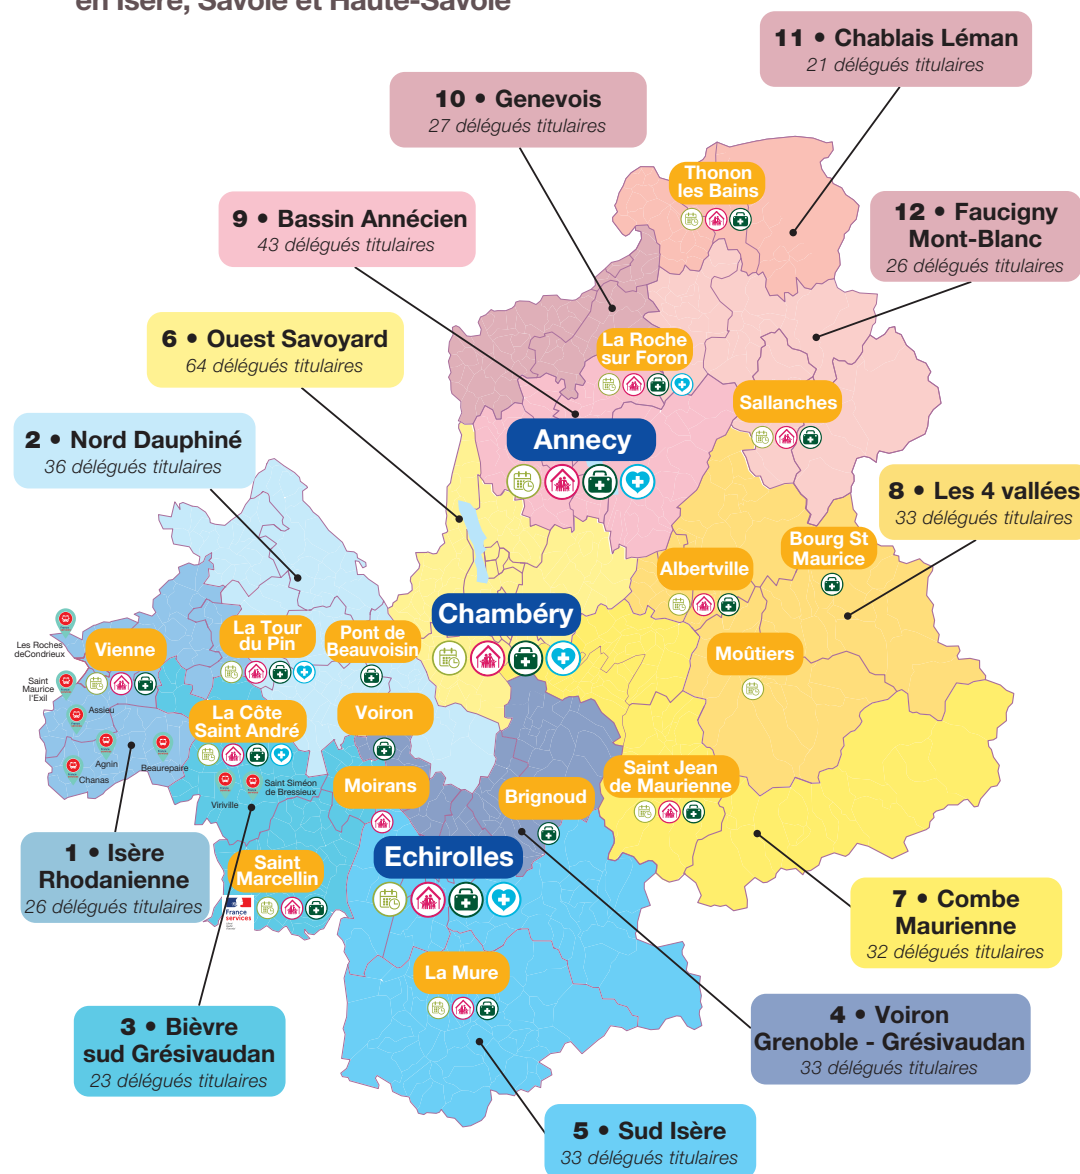 en Isère, Savoie et Haute-Savoie
11 • Chablais Léman
21 délégués titulaires
10 • Genevois
27 délégués titulaires
Thonon
les Bains
9 • Bassin Annécien
43 délégués titulaires
12 • Faucigny
Mont-Blanc
26 délégués titulaires
6 • Ouest Savoyard
64 délégués titulaires
La Roche
sur Foron
Sallanches
Annecy
2 • Nord Dauphiné
36 délégués titulaires
8 • Les 4 vallées
33 délégués titulaires
Bourg St
Maurice
Albertville
Chambéry
La Tour
du Pin
Pont de
Beauvoisin
Vienne
Les Roches
deCondrieux
Moûtiers
Saint
Maurice
l'Exil
Assieu
La Côte
Saint André
Voiron
Agnin
Beaurepaire
Chanas
Saint Siméon
de Bressieux
Viriville
Moirans
Brignoud
Saint Jean
de Maurienne
1 • Isère
Rhodanienne
26 délégués titulaires
Echirolles
Saint
Marcellin
France
services
7 • Combe
Maurienne
32 délégués titulaires
La Mure
3 • Bièvre
sud Grésivaudan
23 délégués titulaires
4 • Voiron
Grenoble - Grésivaudan
33 délégués titulaires
5 • Sud Isère
33 délégués titulaires